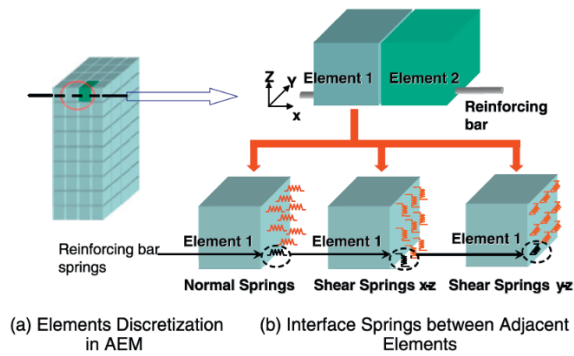 Z
Y
x
Element 1
Element 2
Reinforcing
bar
Reinforcing bar
springs
Element 1
Element 1
Element 1
Normal Springs
Shear Springs x-z
Shear Springs y-z
(a) Elements Discretization
in AEM
(b) Interface Springs between Adjacent
Elements